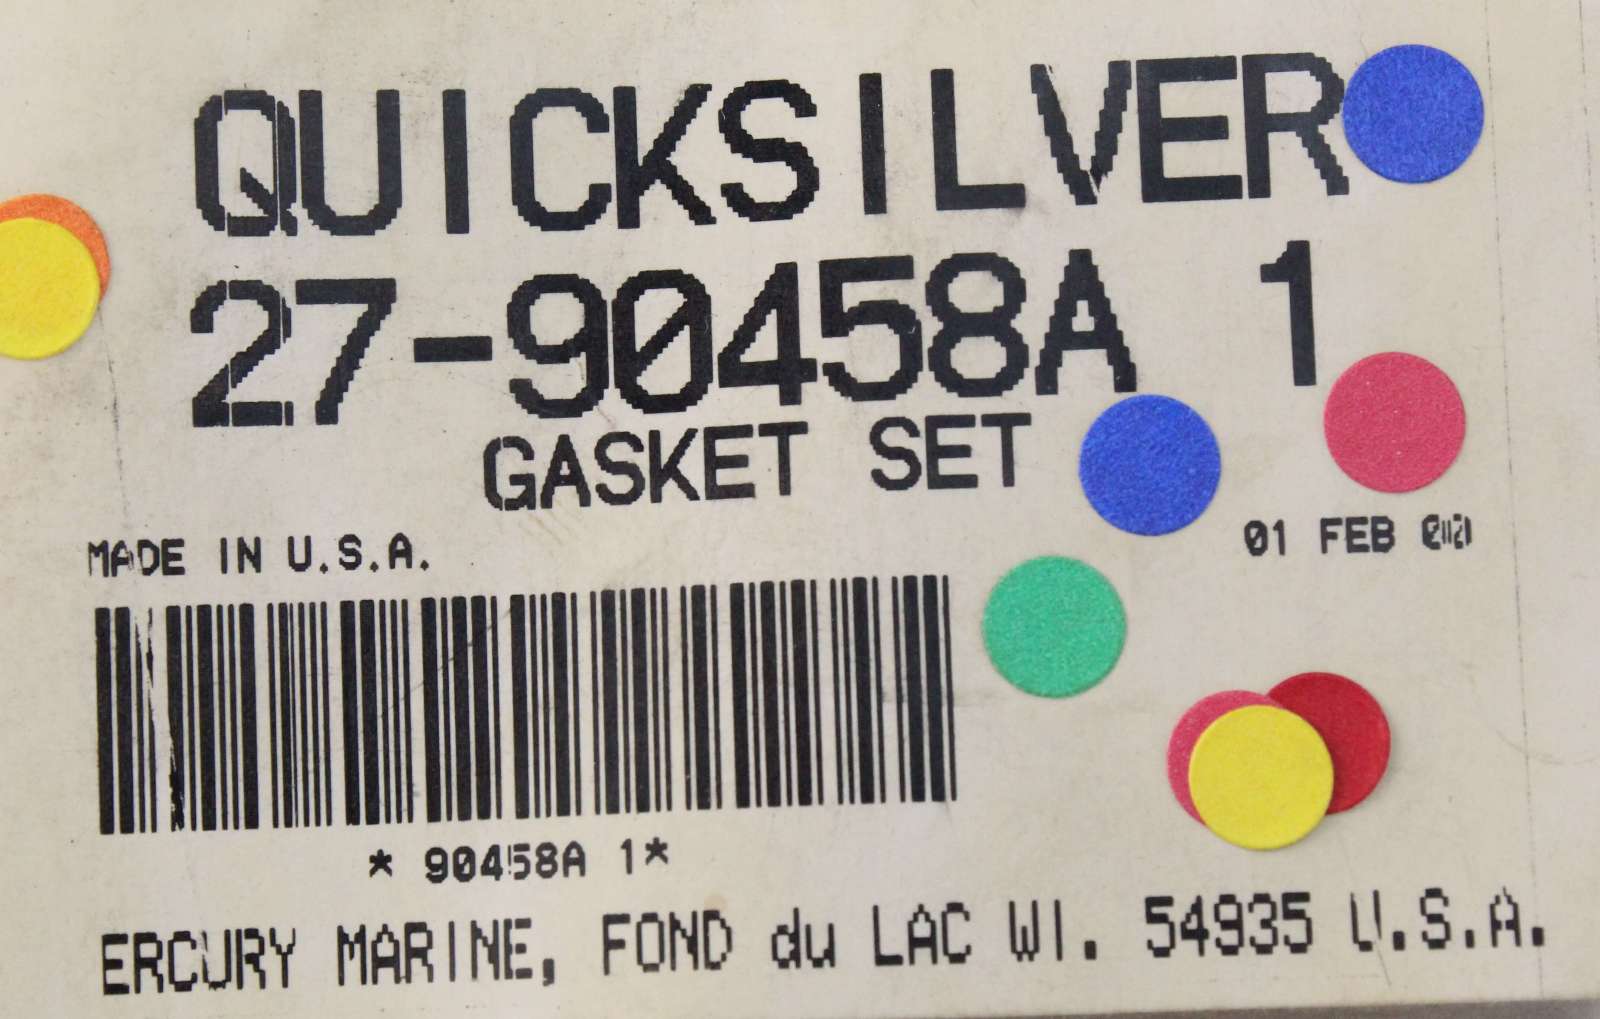 QUICKSILVER
27-90458A 1
GASKET SET
MADE IN U.S.A.
01 FEB
* 90458A 1*
ERCURY MARINE, FOND du LAC WI. 54935 U.S.A.